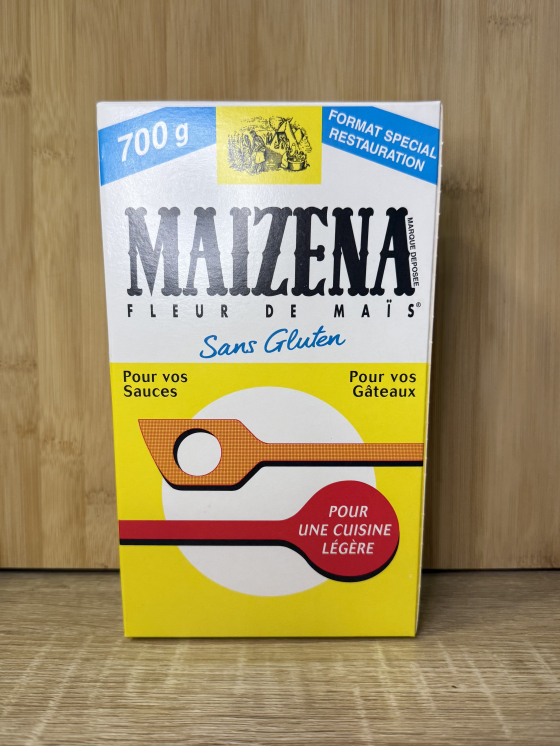 700 g
FORMAT SPECIAL
RESTAURATION
MAIZENA
MARQUE DEPOSEE
FLEUR DE MAÏS®
Sans Gluten
Pour vos
Sauces
Pour vos
Gâteaux
POUR
UNE CUISINE
LÉGÈRE